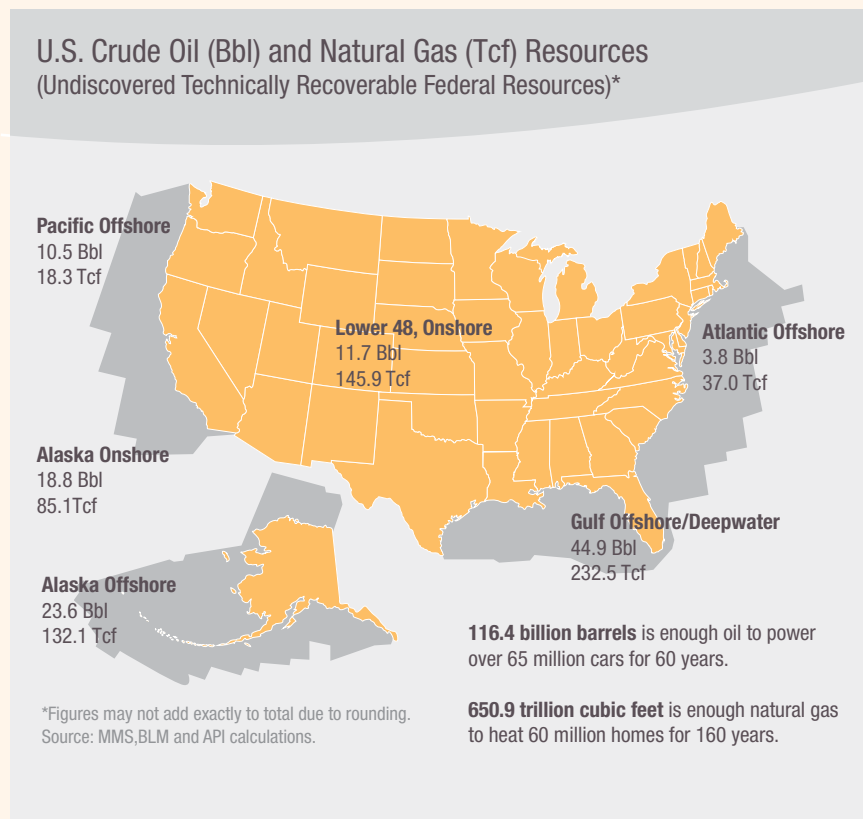 U.S. Crude Oil (Bbl) and Natural Gas (Tcf) Resources
(Undiscovered Technically Recoverable Federal Resources)*
Pacific Offshore
10.5 Bbl
18.3 Tcf
Lower 48, Onshore
11.7 Bbl
145.9 Tcf
Atlantic Offshore
3.8 Bbl
37.0 Tcf
Alaska Onshore
18.8 Bbl
85.1Tcf
Gulf Offshore/Deepwater
44.9 Bbl
232.5 Tcf
Alaska Offshore
23.6 Bbl
132.1 Tcf
116.4 billion barrels is enough oil to power
over 65 million cars for 60 years.
650.9 trillion cubic feet is enough natural gas
to heat 60 million homes for 160 years.
*Figures may not add exactly to total due to rounding.
Source: MMS,BLM and API calculations.